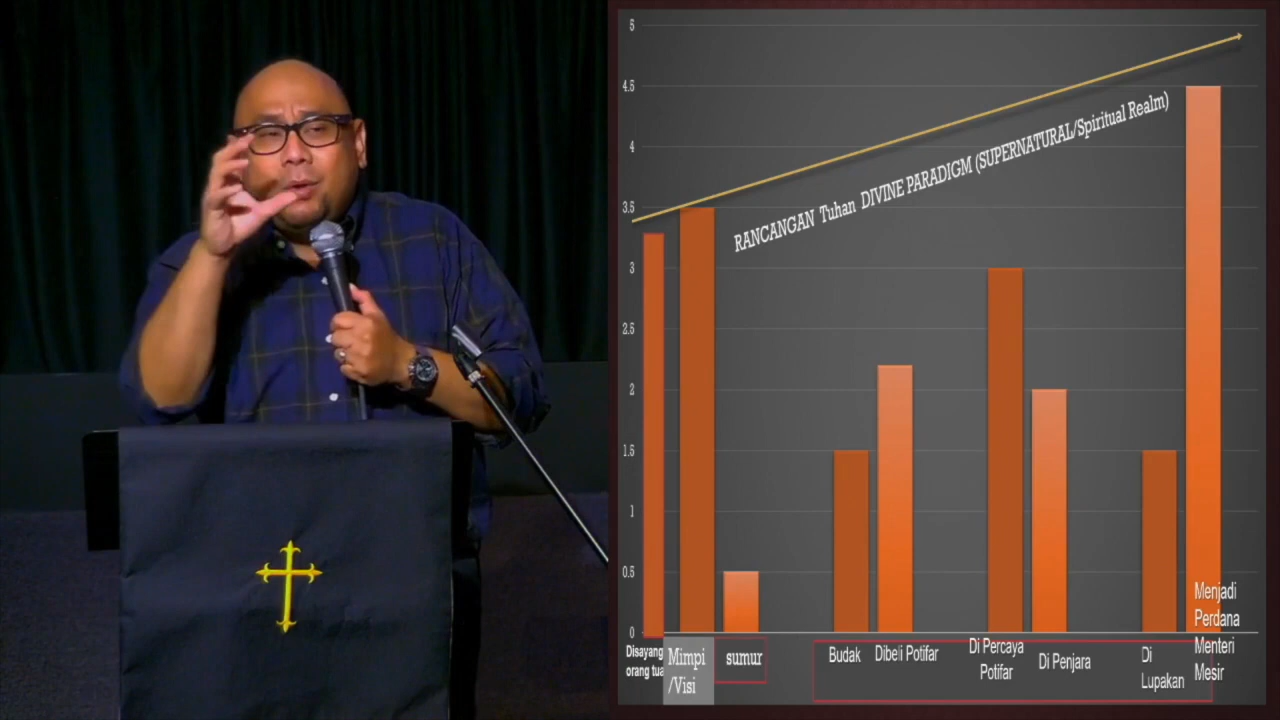 5
4.5
4
3.5
3
2.5
2
1.5
1
0.5
0
RANCANGAN Tuhan DIVINE PARADIGM (SUPERNATURAL/Spiritual Realm)
Disayang
orang tua
Mimpi
/Visi
sumur
Budak
Dibeli Potifar
Di Percaya
Potifar
Di Penjara
Di
Lupakan
Menjadi
Perdana
Menteri
Mesir